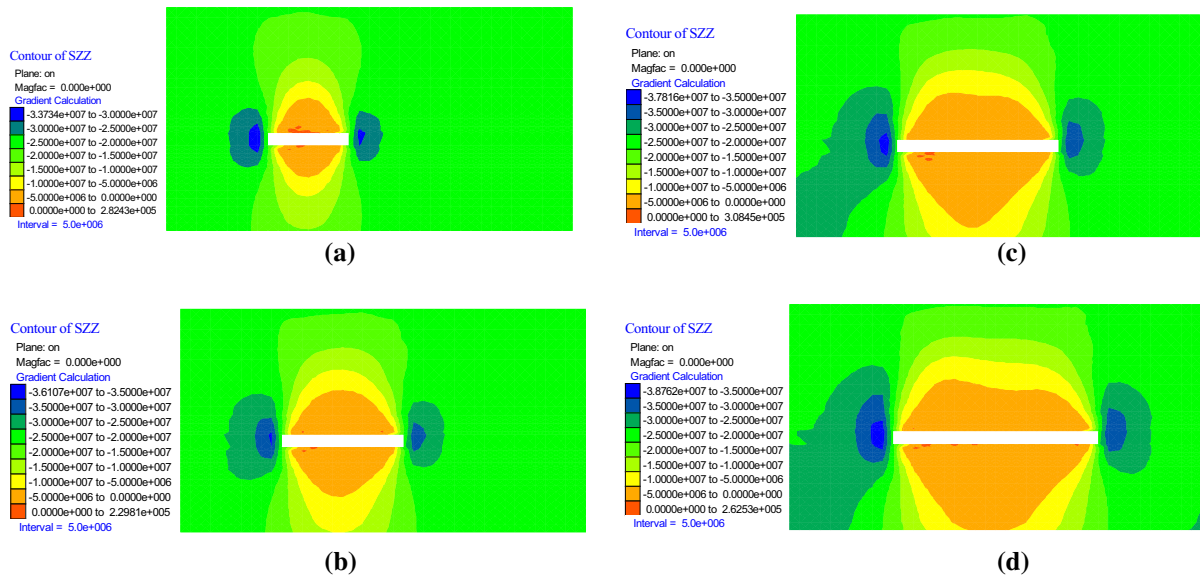 Contour of SZZ
Plane: on
Magfac = 0.000e+000
Gradient Calculation
-3.3734e+007 to -3.0000e+007
-3.0000e+007 to -2.5000e+007
-2.5000e+007 to -2.0000e+007
-2.0000e+007 to -1.5000e+007
-1.5000e+007 to -1.0000e+007
-1.0000e+007 to -5.0000e+006
-5.0000e+006 to 0.0000e+000
0.0000e+000 to 2.8243e+005
Interval = 5.0e+006
(a)
Contour of SZZ
Plane: on
Magfac = 0.000e+000
Gradient Calculation
-3.7816e+007 to -3.5000e+007
-3.5000e+007 to -3.0000e+007
-3.0000e+007 to -2.5000e+007
-2.5000e+007 to -2.0000e+007
-2.0000e+007 to -1.5000e+007
-1.5000e+007 to -1.0000e+007
-1.0000e+007 to -5.0000e+006
-5.0000e+006 to 0.0000e+000
0.0000e+000 to 3.0845e+005
Interval = 5.0e+006
(c)
Contour of SZZ
Plane: on
Magfac = 0.000e+000
Gradient Calculation
-3.6107e+007 to -3.5000e+007
-3.5000e+007 to -3.0000e+007
-3.0000e+007 to -2.5000e+007
-2.5000e+007 to -2.0000e+007
-2.0000e+007 to -1.5000e+007
-1.5000e+007 to -1.0000e+007
-1.0000e+007 to -5.0000e+006
-5.0000e+006 to 0.0000e+000
0.0000e+000 to 2.2981e+005
Interval = 5.0e+006
(b)
Contour of SZZ
Plane: on
Magfac = 0.000e+000
Gradient Calculation
-3.8762e+007 to -3.5000e+007
-3.5000e+007 to -3.0000e+007
-3.0000e+007 to -2.5000e+007
-2.5000e+007 to -2.0000e+007
-2.0000e+007 to -1.5000e+007
-1.5000e+007 to -1.0000e+007
-1.0000e+007 to -5.0000e+006
-5.0000e+006 to 0.0000e+000
0.0000e+000 to 2.6253e+005
Interval = 5.0e+006
(d)